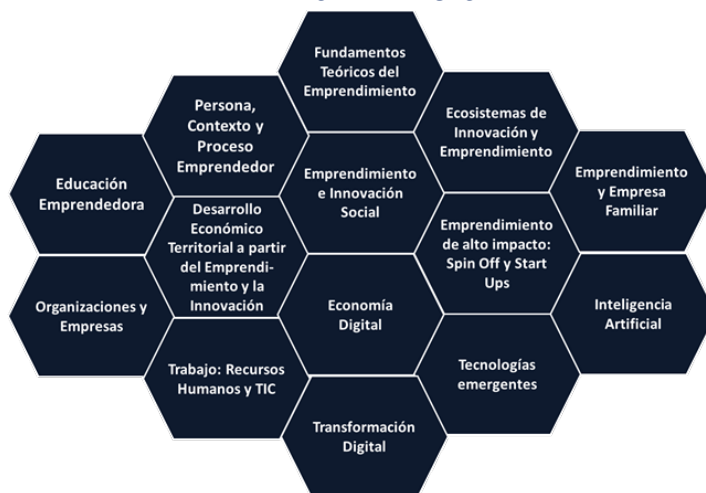 Fundamentos
Teóricos del
Emprendimiento
Persona,
Contexto y
Proceso
Emprendedor
Ecosistemas de
Innovación y
Emprendimiento
Educación
Emprendedora
Emprendimiento
e Innovación
Social
Emprendimiento
y Empresa
Familiar
Desarrollo
Económico
Territorial a partir
del Emprendi-
miento y la
Innovación
Emprendimiento
de alto impacto:
Spin Off y Start
Ups
Organizaciones y
Empresas
Economía
Digital
Inteligencia
Artificial
Trabajo: Recursos
Humanos y TIC
Tecnologías
emergentes
Transformación
Digital